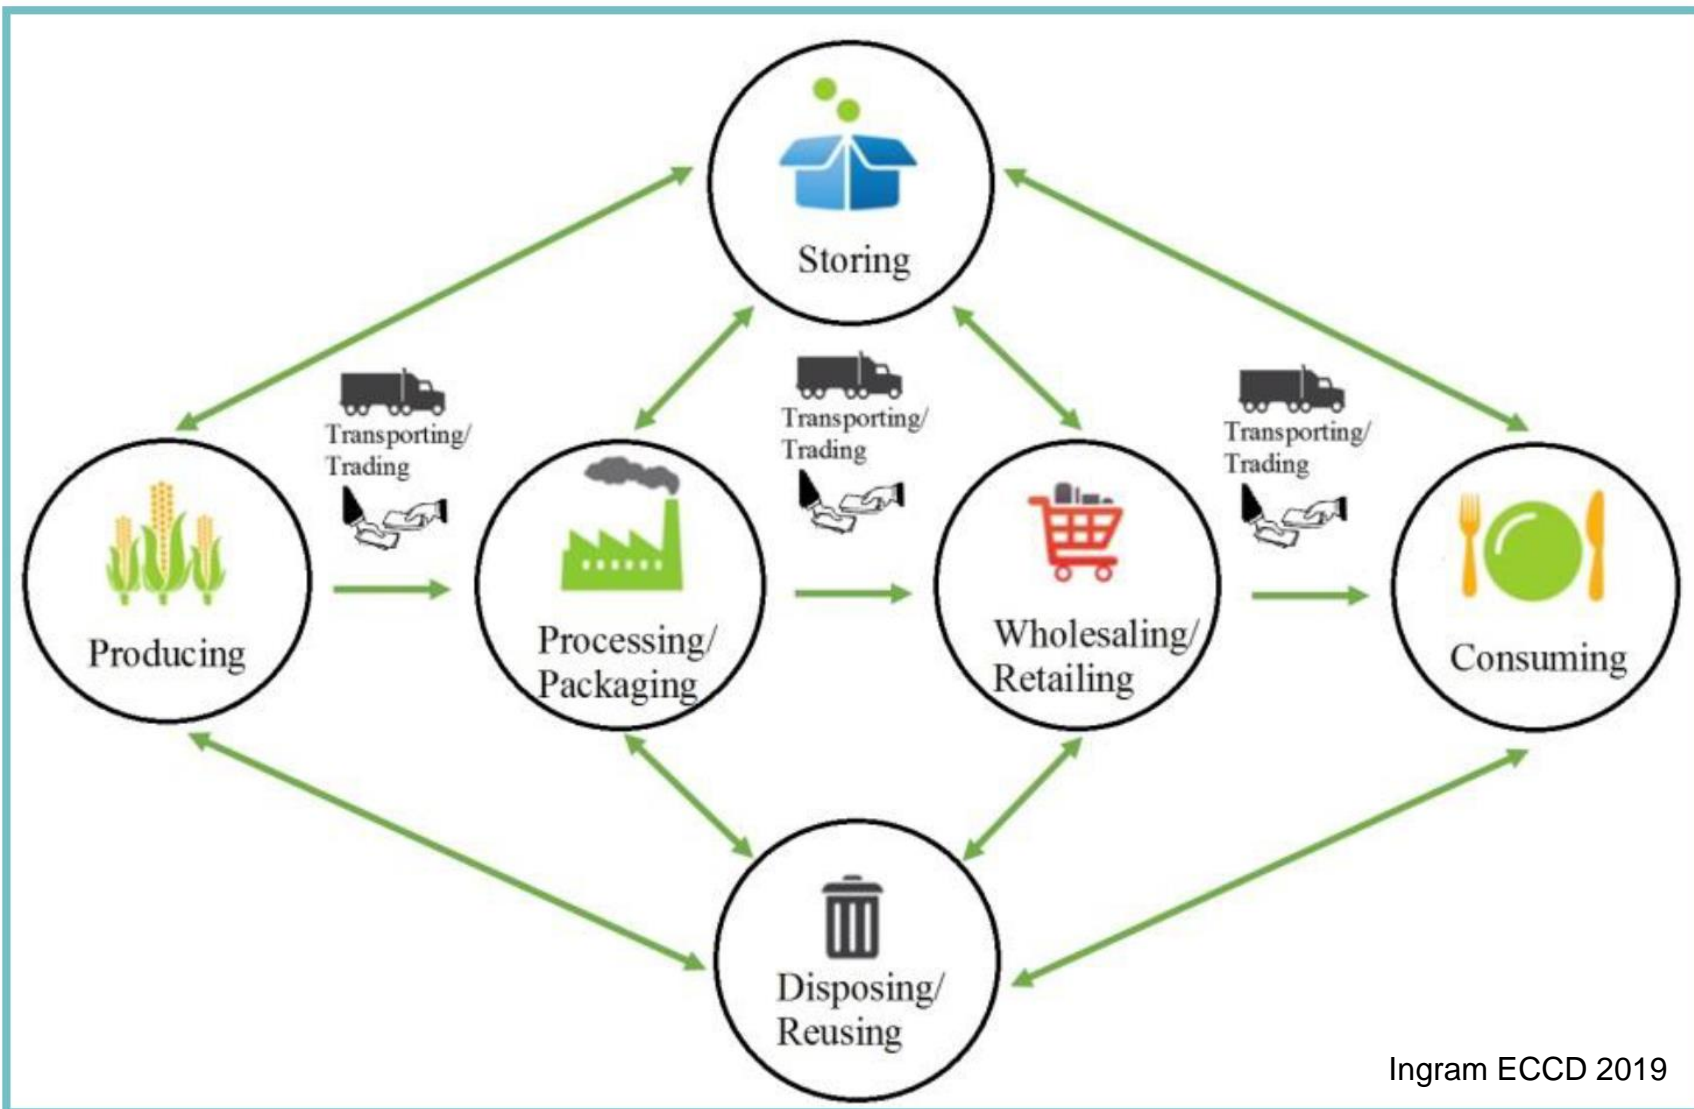 Storing
Transporting/
Trading
Transporting/
Trading
Transporting/
Trading
Producing
Processing/
Packaging
Wholesaling/
Retailing
Consuming
Disposing/
Reusing
Ingram ECCD 2019